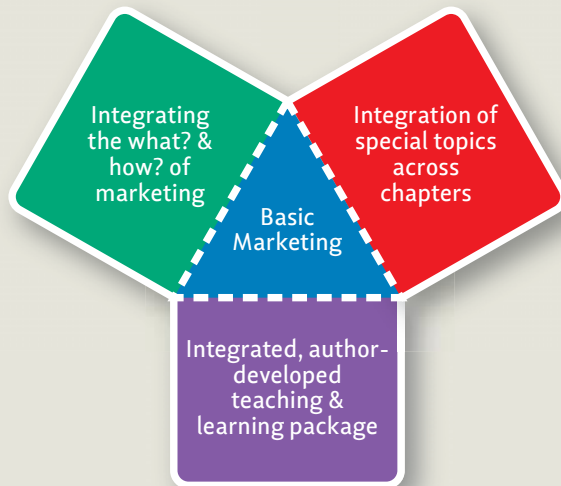 Integrating
the what? &
how? of
marketing
Integration of
special topics
across
chapters
Basic
Marketing
Integrated, author-
developed
teaching &
learning package